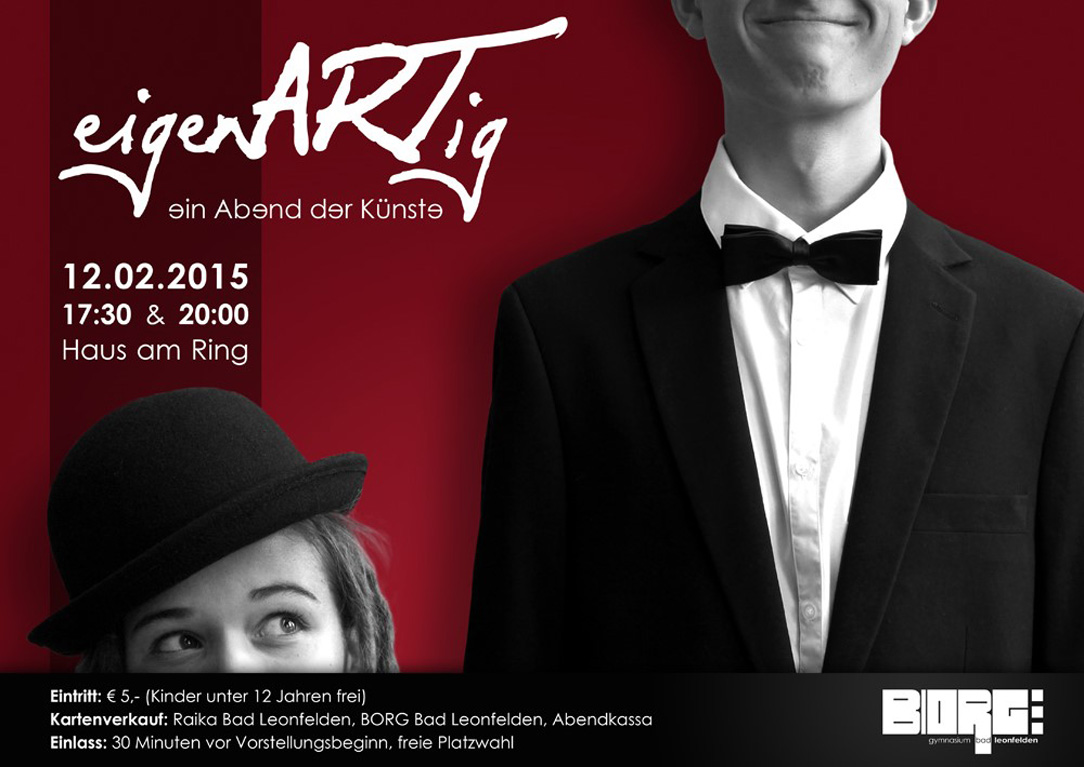 eigenARTig
ein Abend der Künste
12.02.2015
17:30 & 20:00
Haus am Ring
Eintritt: € 5,- (Kinder unter 12 Jahren frei)
Kartenverkauf: Raika Bad Leonfelden, BORG Bad Leonfelden, Abendkassa
Einlass: 30 Minuten vor Vorstellungsbeginn, freie Platzwahl
BORG
gymnasium bad leonfelden